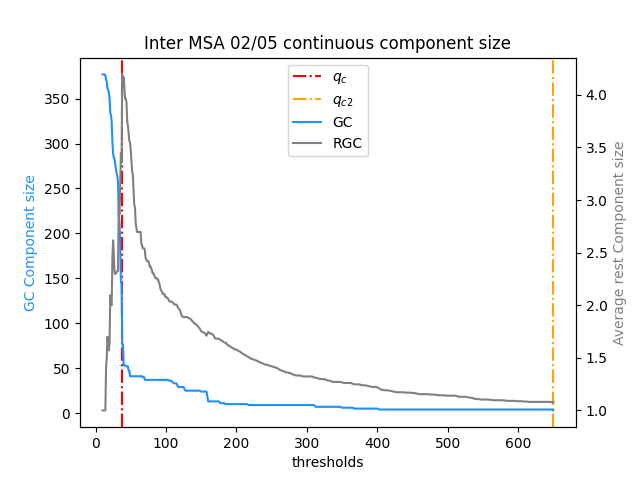 Inter MSA 02/05 continuous component size
q_c
q_c2
GC
RGC
GC Component size
350
300
250
200
150
100
50
0
4.0
3.5
3.0
2.5
2.0
1.5
1.0
Average rest Component size
0 100 200 300 400 500 600
thresholds